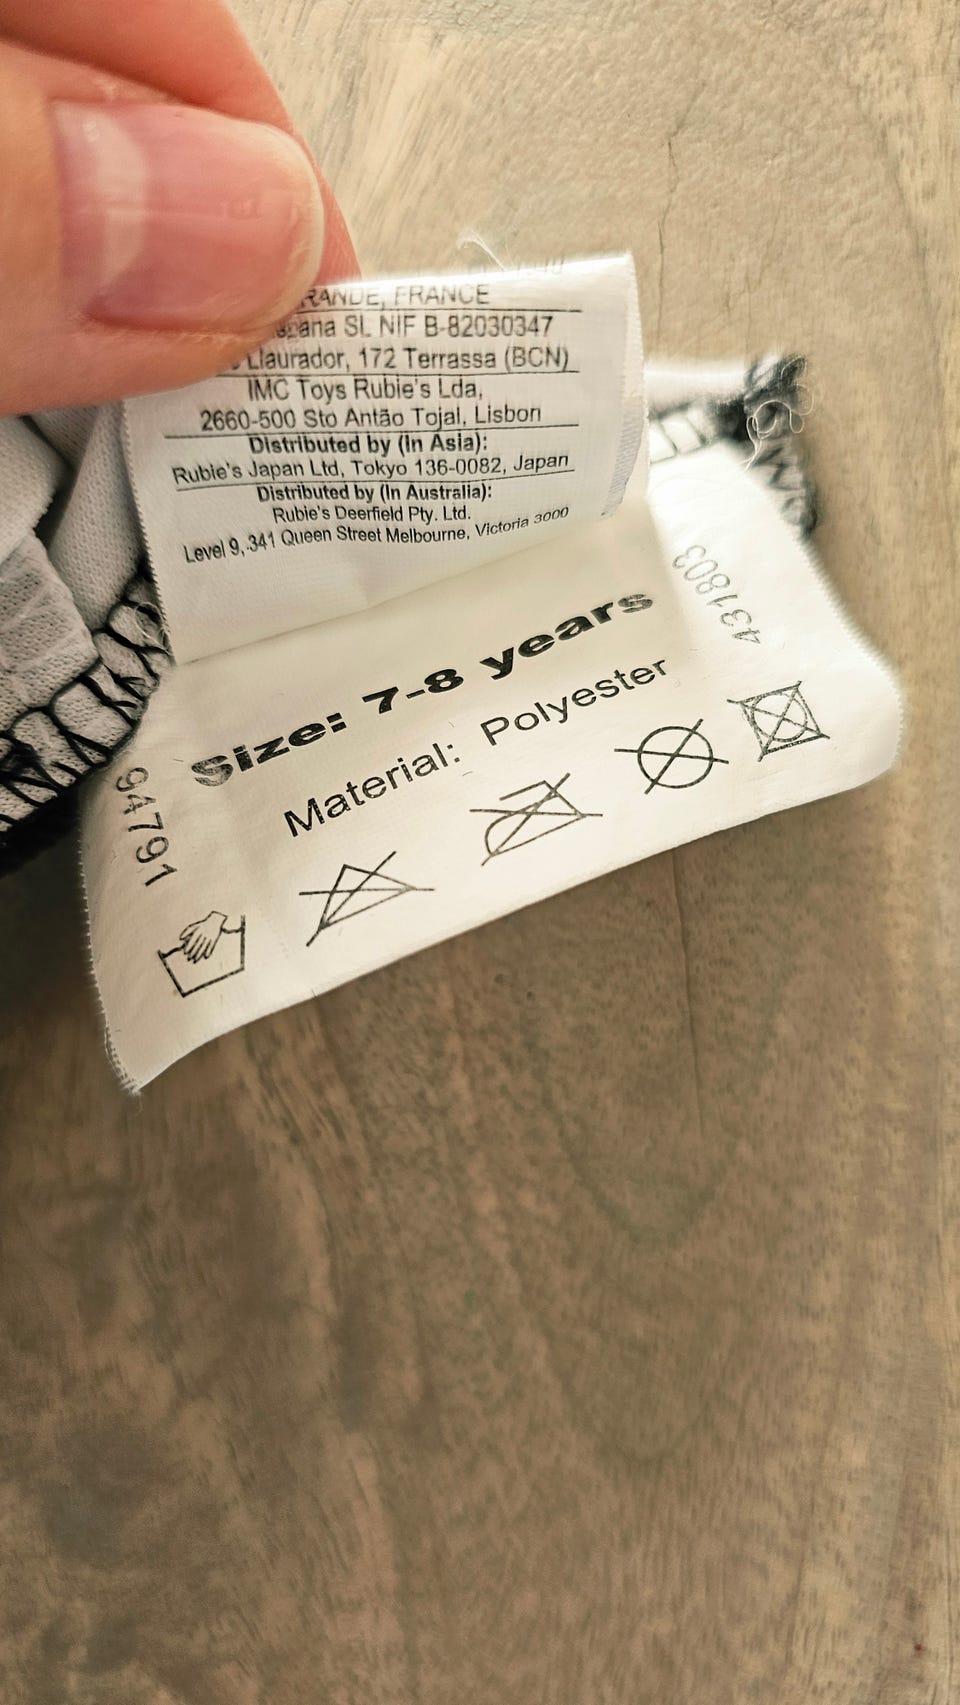 RANDE, FRANCE
SL NIF B-82030347
Llaurador, 172 Terrassa (BCN)
IMC Toys Rubie's Lda,
2660-500 Sto Antão Tojal, Lisbon
Distributed by (In Asia):
Rubie's Japan Ltd, Tokyo 136-0082, Japan
Distributed by (In Australia):
Rubie's Deerfield Pty. Ltd.
Level 9, 341 Queen Street Melbourne, Victoria 3000
431803
Size: 7-8 years
Material: Polyester
94791